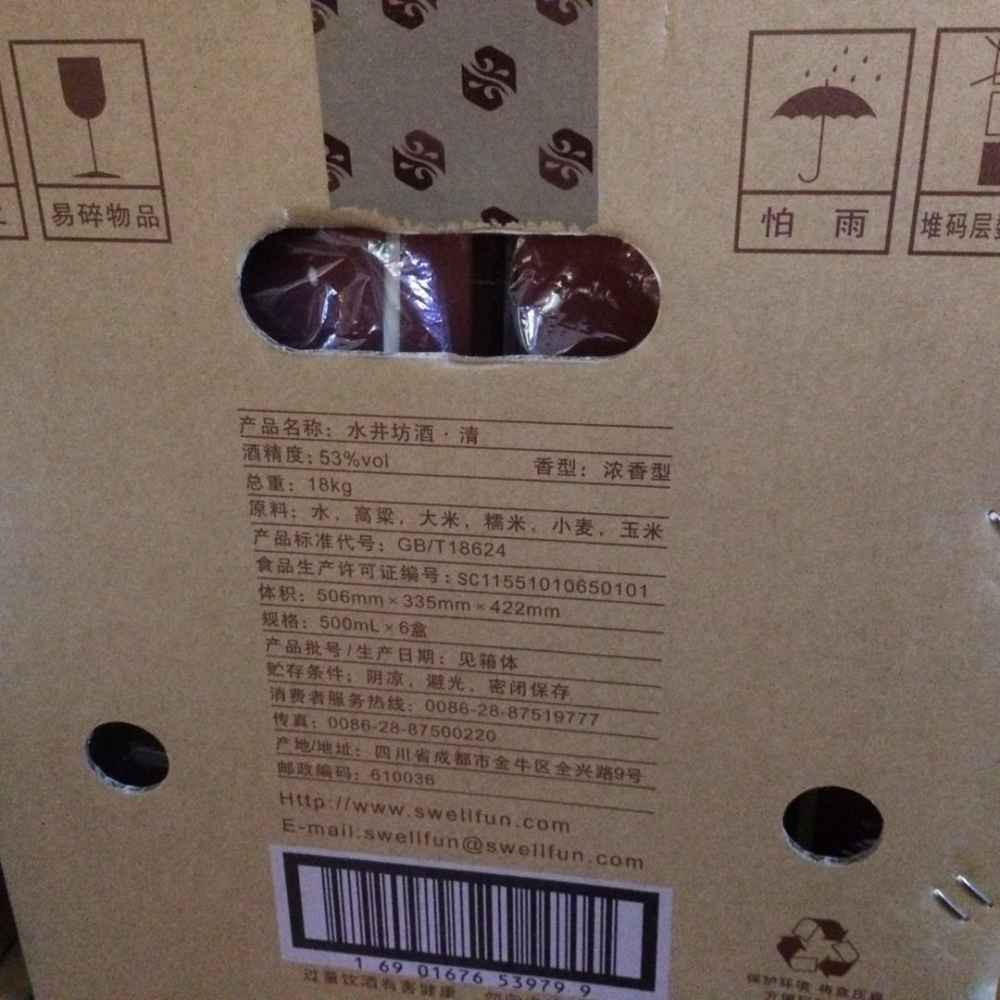 易碎物品
怕雨
堆码层
产品名称：水井坊酒·清
酒精度：53%vol 香型：浓香型
总重：18kg
原料：水，高粱，大米，糯米，小麦，玉米
产品标准代号：GB/T18624
食品生产许可证编号：SC11551010650101
体积：506mm×335mm×422mm
规格：500mL×6盒
产品批号/生产日期：见箱体
贮存条件：阴凉，避光，密闭保存
消费者服务热线：0086-28-87519777
传真：0086-28-87500220
产地/地址：四川省成都市金牛区全兴路9号
邮政编码：610036
Http://www.swellfun.com
E-mail:swellfun@swellfun.com
1 69 01676 53979 9
过量饮酒有害健康
保护环境